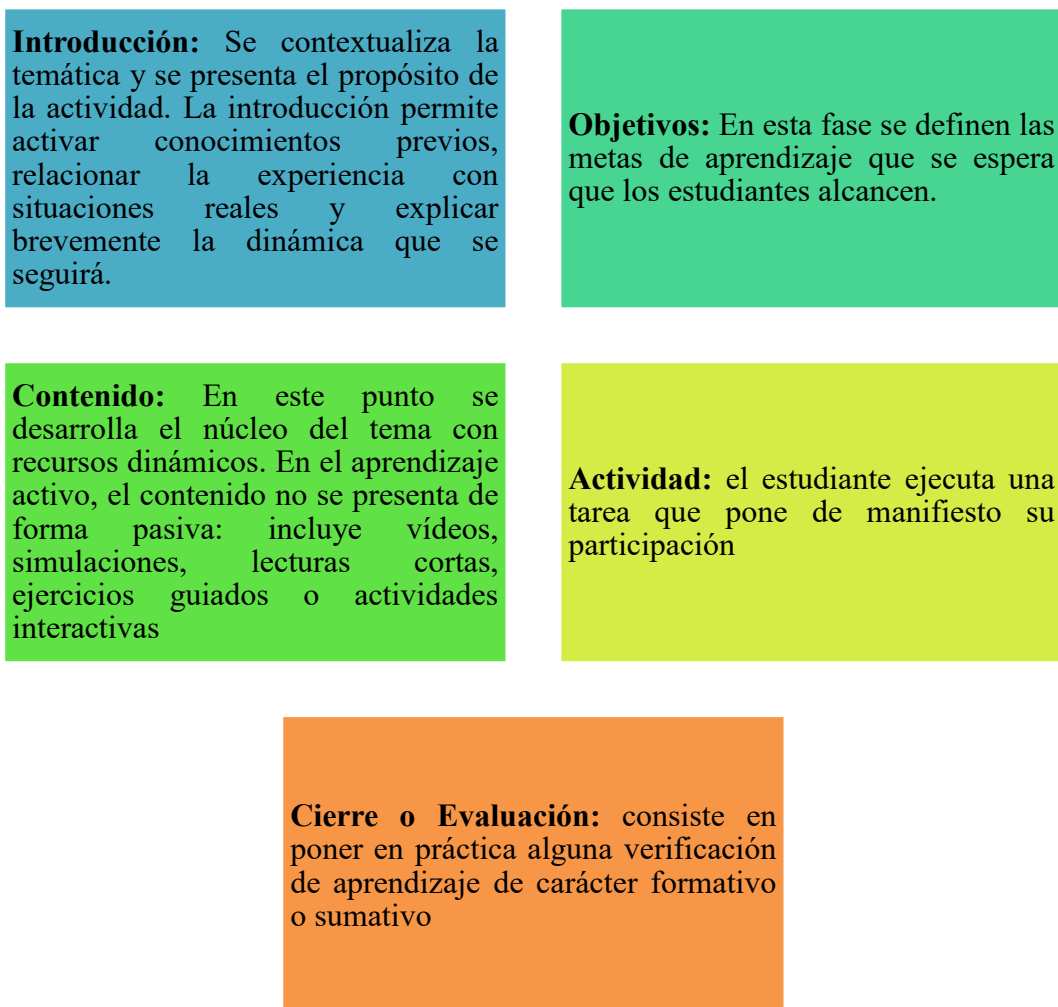 Introducción: Se contextualiza la
temática y se presenta el propósito de
la actividad. La introducción permite
activar conocimientos previos,
relacionar la experiencia con
situaciones reales y explicar
brevemente la dinámica que se
seguirá.
Objetivos: En esta fase se definen las
metas de aprendizaje que se espera
que los estudiantes alcancen.
Contenido: En este punto se
desarrolla el núcleo del tema con
recursos dinámicos. En el aprendizaje
activo, el contenido no se presenta de
forma pasiva: incluye vídeos,
simulaciones, lecturas cortas,
ejercicios guiados o actividades
interactivas
Actividad: el estudiante ejecuta una
tarea que pone de manifiesto su
participación
Cierre o Evaluación: consiste en
poner en práctica alguna verificación
de aprendizaje de carácter formativo
o sumativo